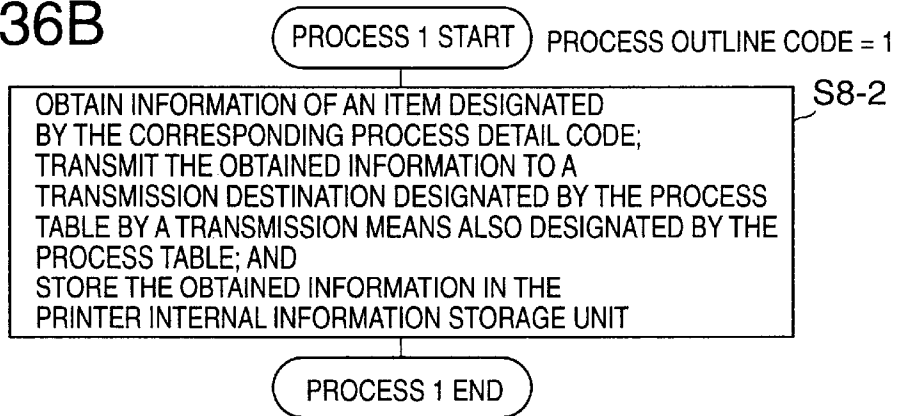 36B
PROCESS 1 START
PROCESS OUTLINE CODE = 1
S8-2
OBTAIN INFORMATION OF AN ITEM DESIGNATED
BY THE CORRESPONDING PROCESS DETAIL CODE;
TRANSMIT THE OBTAINED INFORMATION TO A
TRANSMISSION DESTINATION DESIGNATED BY THE PROCESS
TABLE BY A TRANSMISSION MEANS ALSO DESIGNATED BY THE
PROCESS TABLE; AND
STORE THE OBTAINED INFORMATION IN THE
PRINTER INTERNAL INFORMATION STORAGE UNIT
PROCESS 1 END